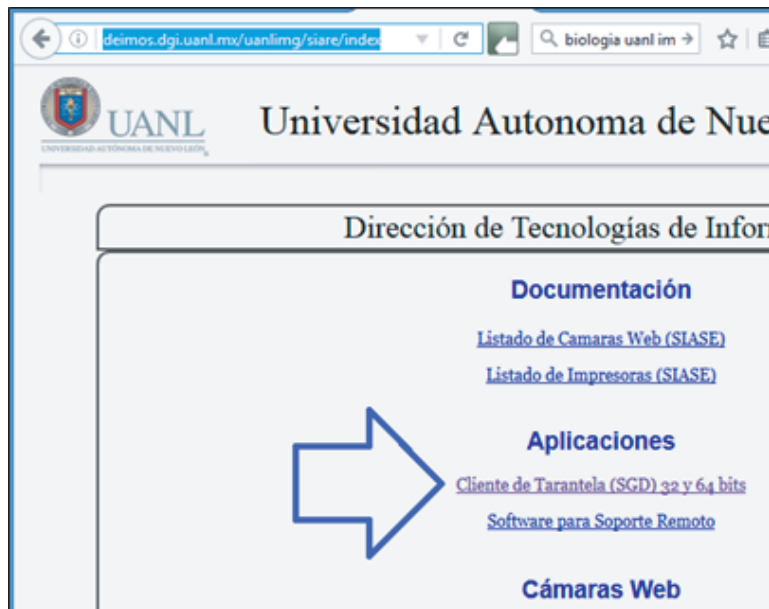 deimos.dgi.uanl.mx/uanlimg/siare/index
biologia uanl im
UANL
UNIVERSIDAD AUTÓNOMA DE NUEVO LEÓN
Universidad Autonoma de Nue
Dirección de Tecnologías de Infor
Documentación
Listado de Camaras Web (SIASE)
Listado de Impresoras (SIASE)
Aplicaciones
Cliente de Tarantela (SGD) 32 y 64 bits
Software para Soporte Remoto
Cámaras Web